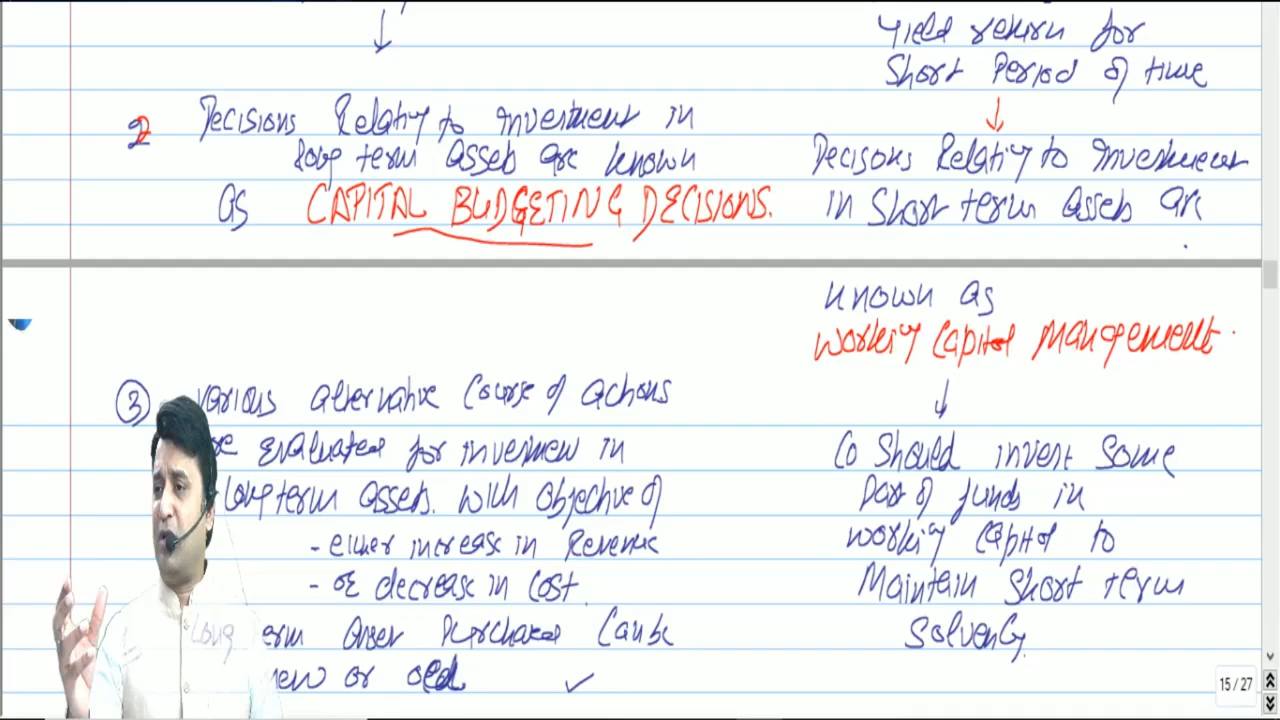 Yield return for
Short Period of time
2 Decisions Relating to Investment in
long term assets are known
as CAPITAL BUDGETING DECISIONS.
Decisions Relating to Investment
in Short term Assets are
known as
Working Capital Management.
3 various alternative Course of actions
evaluated for investment in
long term assets. With objective of
- either increase in Revenue
- or decrease in Cost.
Long term Asset Purchased Can be
new or old
Co Should invest Some
Part of funds in
working Capital to
Maintain Short term
Solvency.
15 / 27